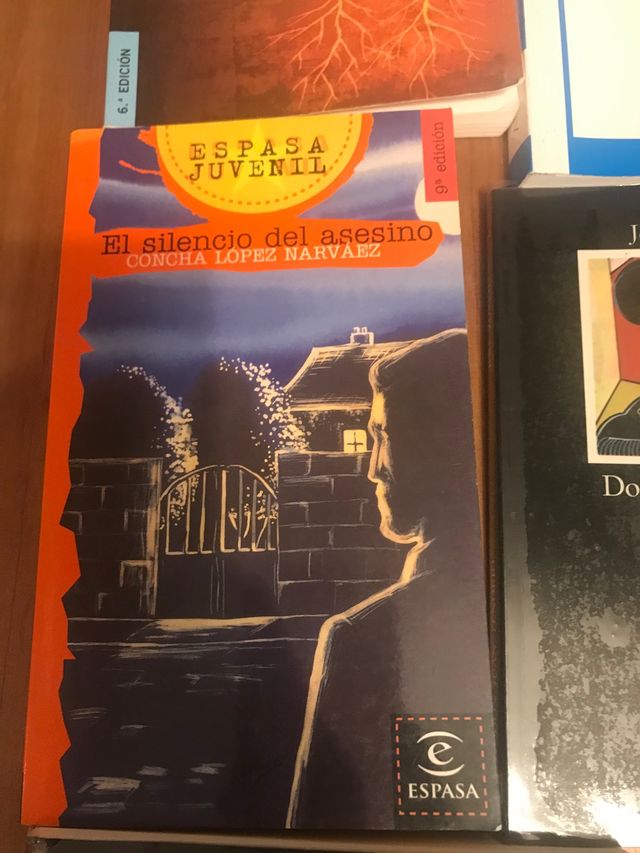 6.ª EDICIÓN
ESPASA
JUVENIL
9ª edición
El silencio del asesino
CONCHA LÓPEZ NARVÁEZ
J
Do
e
ESPASA